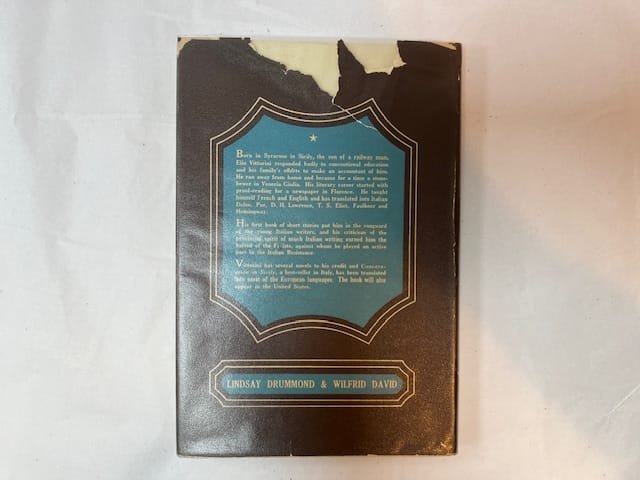 Born in Syracuse in Sicily, the son of a railway man,
Elio Vittorini responded badly to conventional education
and his family's efforts to make an accountant of him.
He ran away from home and became for a time a stone-
hewer in Venezia Giulia. His literary career started with
proof-reading for a newspaper in Florence. He taught
himself French and English and has translated into Italian
Defoe, Poe, D. H. Lawrence, T. S. Eliot, Faulkner and
Hemingway.
His first book of short stories put him in the vanguard
of the young Italian writers, and his criticism of the
provincial spirit of much Italian writing earned him the
hatred of the against whom he played an active
part in the Italian Resistance.
Vittorini has several novels to his credit and
in Sicily, a best-seller in Italy, has been translated
into most of the European languages. The book will also
appear in the United States.
LINDSAY DRUMMOND & WILFRID DAVID